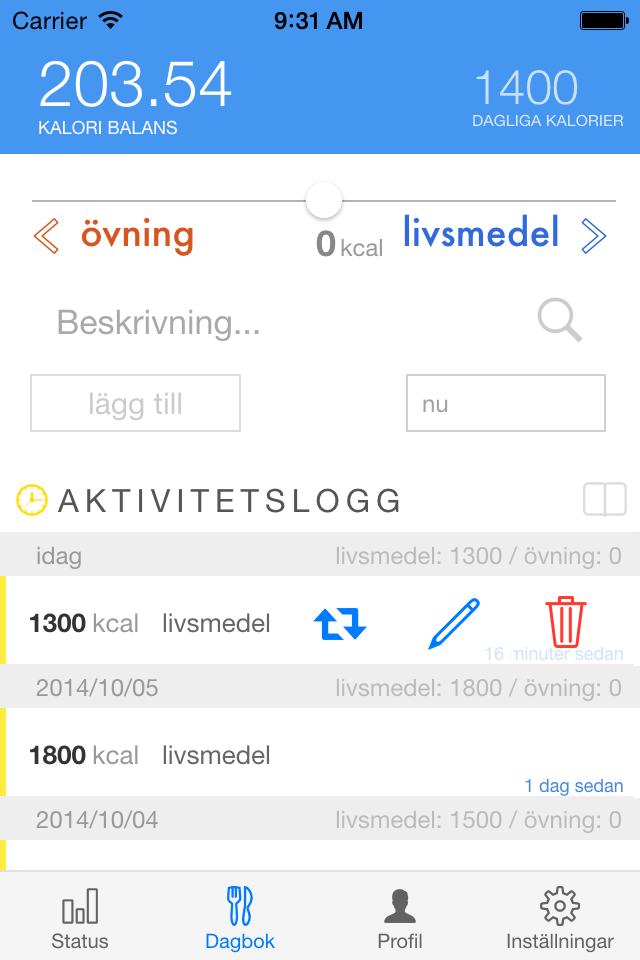 Carrier 9:31 AM
203.54 1400
KALORI BALANS DAGLIGA KALORIER
övning 0 kcal livsmedel
Beskrivning...
lägg till nu
AKTIVITETSLOGG
idag livsmedel: 1300 / övning: 0
1300 kcal livsmedel
16 minuter sedan
2014/10/05 livsmedel: 1800 / övning: 0
1800 kcal livsmedel
1 dag sedan
2014/10/04 livsmedel: 1500 / övning: 0
Status Dagbok Profil Inställningar